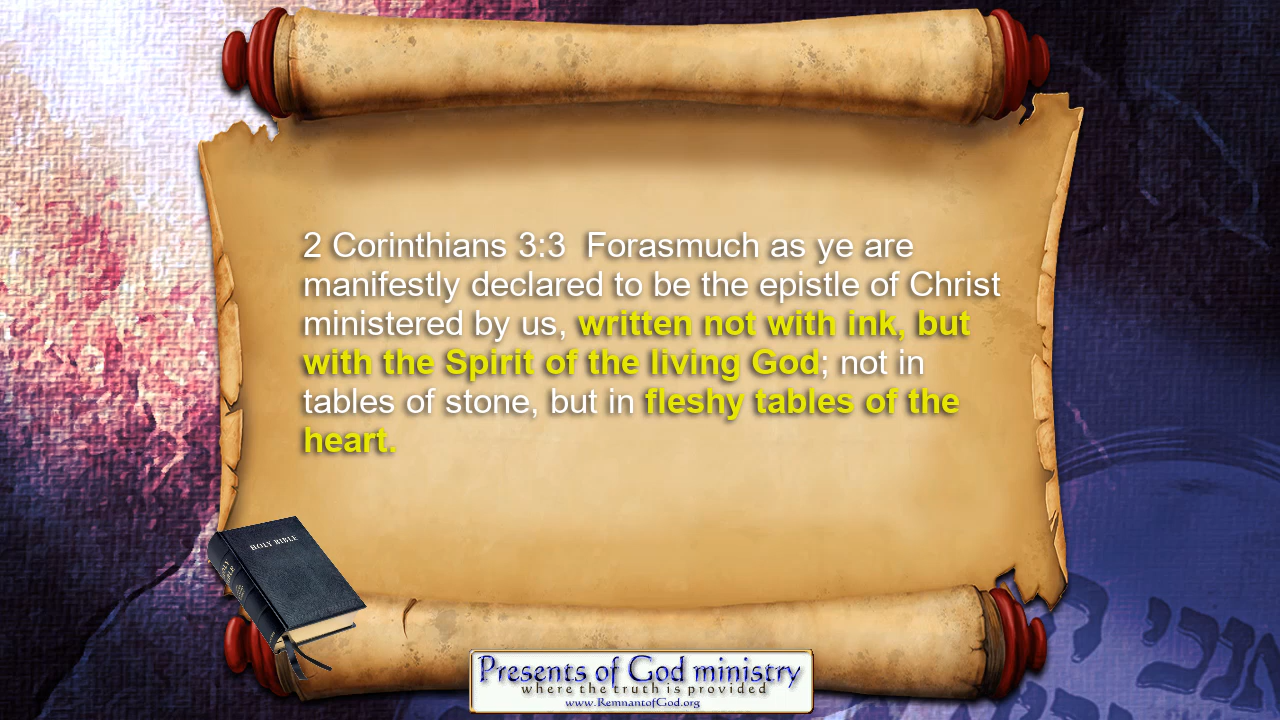 2 Corinthians 3:3  Forasmuch as ye are
manifestly declared to be the epistle of Christ
ministered by us, written not with ink, but
with the Spirit of the living God; not in
tables of stone, but in fleshy tables of the
heart.
HOLY BIBLE
HOLY BIBLE
Presents of God ministry
where the truth is provided
www.RemnantofGod.org